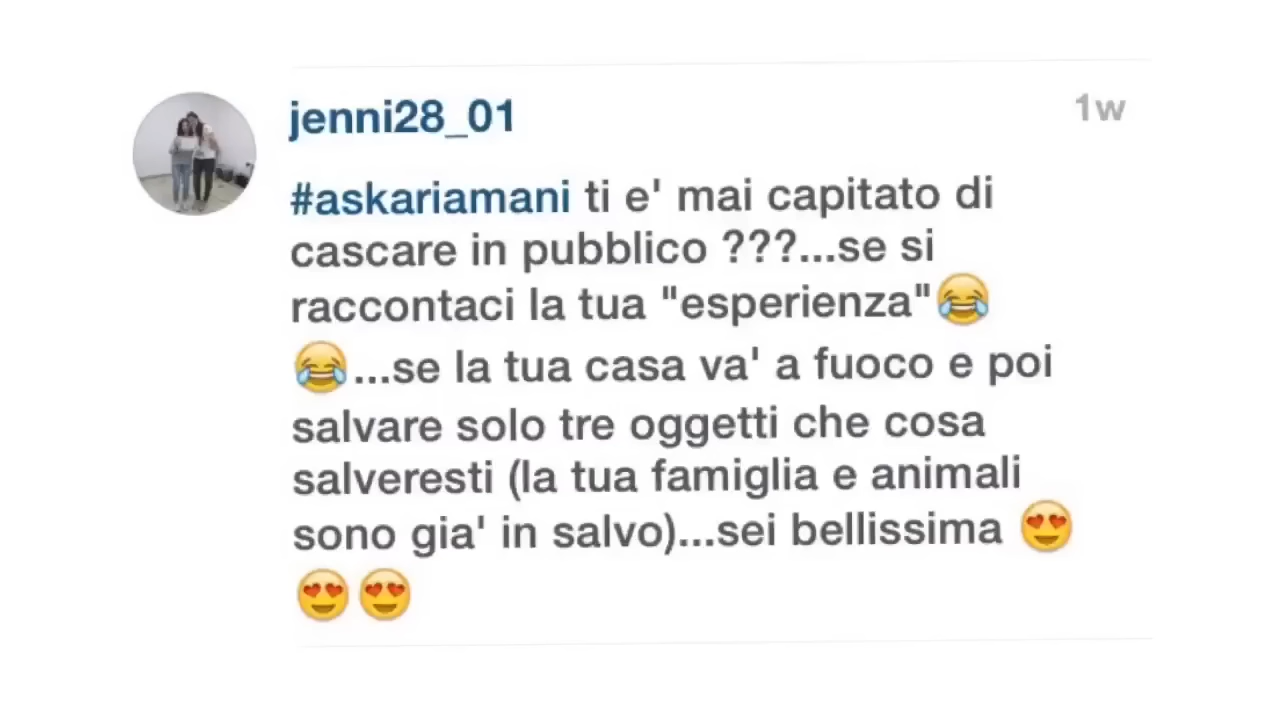 jenni28_01
1w
#askariamani ti e' mai capitato di
cascare in pubblico ???...se si
raccontaci la tua "esperienza"😂
😂...se la tua casa va' a fuoco e poi
salvare solo tre oggetti che cosa
salveresti (la tua famiglia e animali
sono gia' in salvo)...sei bellissima 😍
😍😍